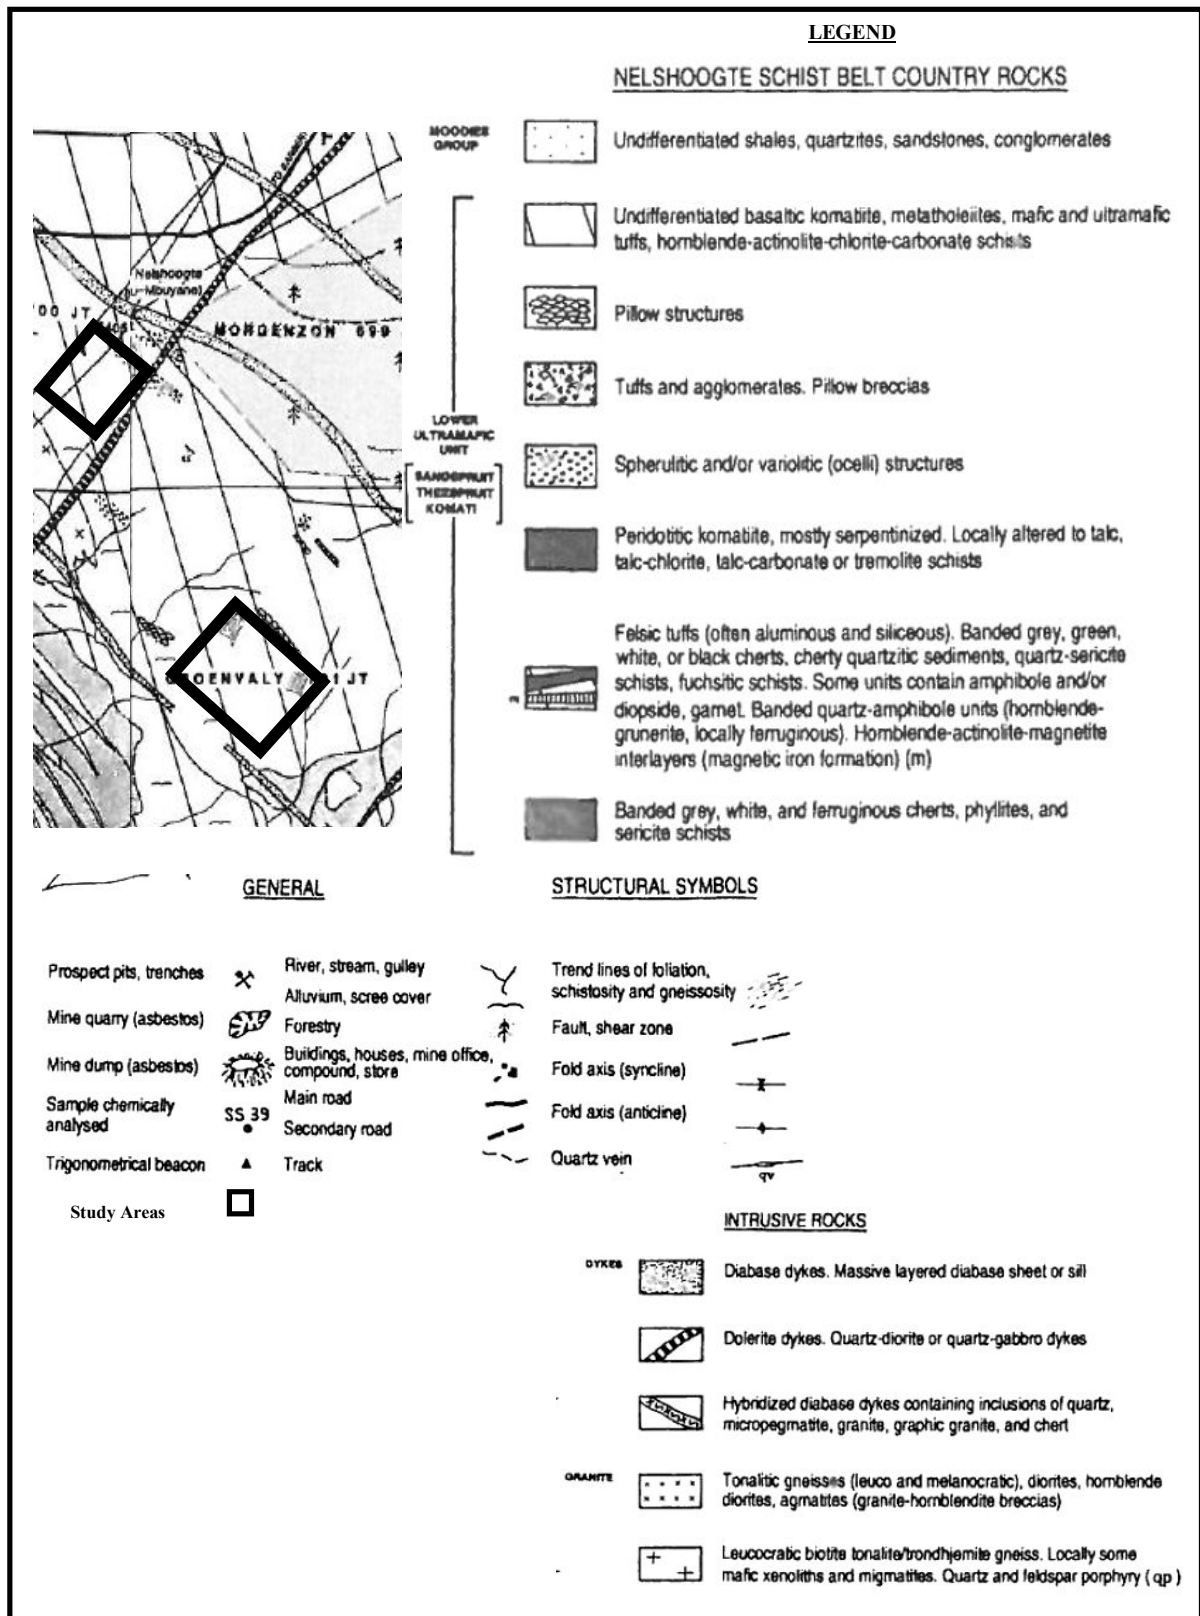 LEGEND
NELSHOOGTE SCHIST BELT COUNTRY ROCKS
MOODIES
GROUP
Undifferentiated shales, quartzites, sandstones, conglomerates
Undifferentiated basaltic komatiite, metatholeiites, mafic and ultramafic
tuffs, hornblende-actinolite-chlorite-carbonate schists
Pillow structures
Tuffs and agglomerates. Pillow breccias
LOWER
ULTRAMAFIC
UNIT
SANDSPRUIT
THEESPRUIT
KOMATI
Spherulitic and/or variolitic (ocelli) structures
Peridotitic komatiite, mostly serpentinized. Locally altered to talc,
talc-chlorite, talc-carbonate or tremolite schists
Felsic tuffs (often aluminous and siliceous). Banded grey, green,
white, or black cherts, cherty quartzitic sediments, quartz-sericite
schists, fuchsitic schists. Some units contain amphibole and/or
diopside, garnet. Banded quartz-amphibole units (hornblende-
grunerite, locally ferruginous). Hornblende-actinolite-magnetite
interlayers (magnetic iron formation) (m)
m
Banded grey, white, and ferruginous cherts, phyllites, and
sericite schists
Nelshoogte
(u-Mbuyane)
00 JT
MORGENZON 699
OENVALY
1 JT
GENERAL
Prospect pits, trenches
Mine quarry (asbestos)
Mine dump (asbestos)
Sample chemically
analysed
SS 39
Trigonometrical beacon
Study Areas
River, stream, gulley
Alluvium, scree cover
Forestry
Buildings, houses, mine office,
compound, store
Main road
Secondary road
Track
STRUCTURAL SYMBOLS
Trend lines of foliation,
schistosity and gneissosity
Fault, shear zone
Fold axis (syncline)
Fold axis (anticline)
Quartz vein
qv
INTRUSIVE ROCKS
DYKES
Diabase dykes. Massive layered diabase sheet or sill
Dolerite dykes. Quartz-diorite or quartz-gabbro dykes
Hybridized diabase dykes containing inclusions of quartz,
micropegmatite, granite, graphic granite, and chert
GRANITE
Tonalitic gneisses (leuco and melanocratic), diorites, hornblende
diorites, agmatites (granite-hornblendite breccias)
Leucocratic biotite tonalite/trondhjemite gneiss. Locally some
mafic xenoliths and migmatites. Quartz and feldspar porphyry (qp)